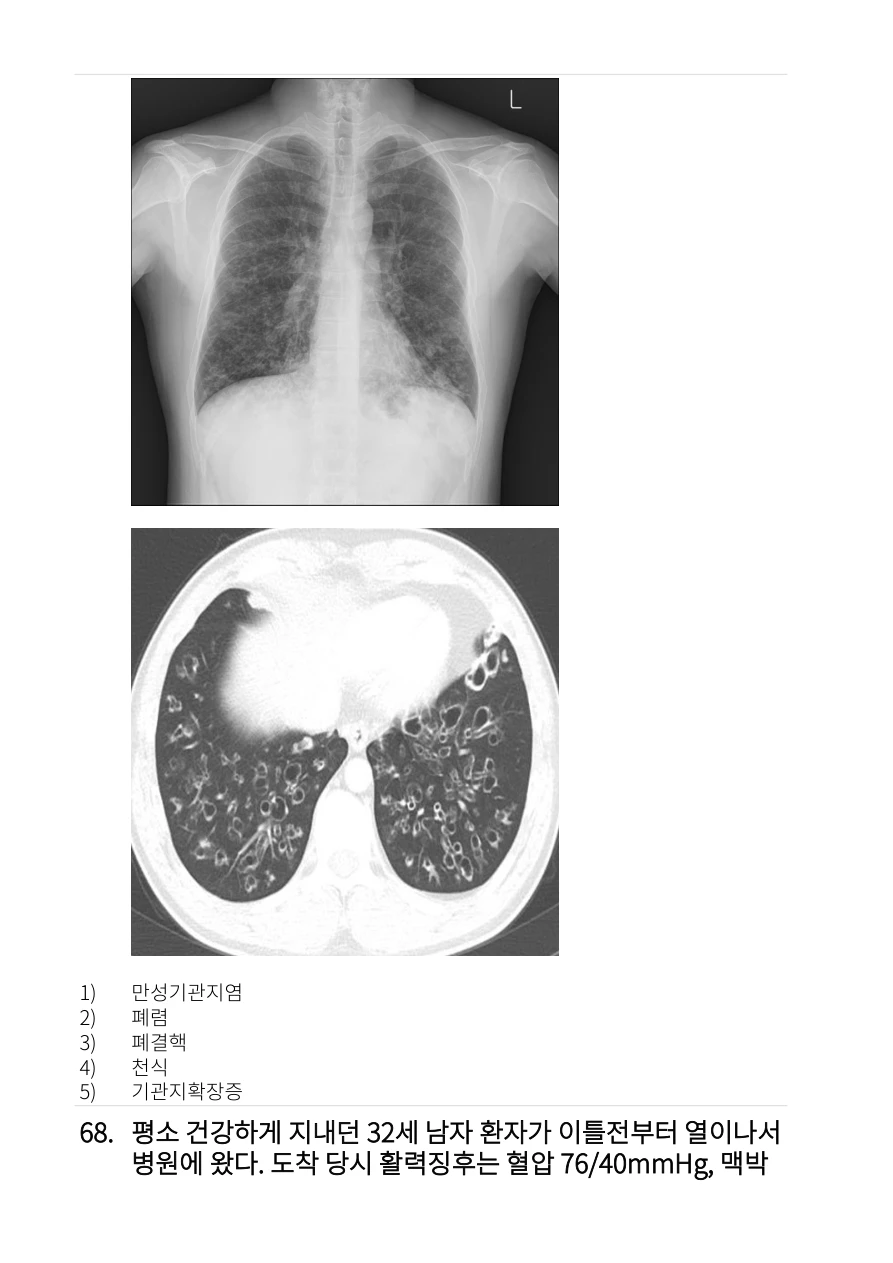 L
1) 만성기관지염
2) 폐렴
3) 폐결핵
4) 천식
5) 기관지확장증
68. 평소 건강하게 지내던 32세 남자 환자가 이틀전부터 열이나서
병원에 왔다. 도착 당시 활력징후는 혈압 76/40mmHg, 맥박